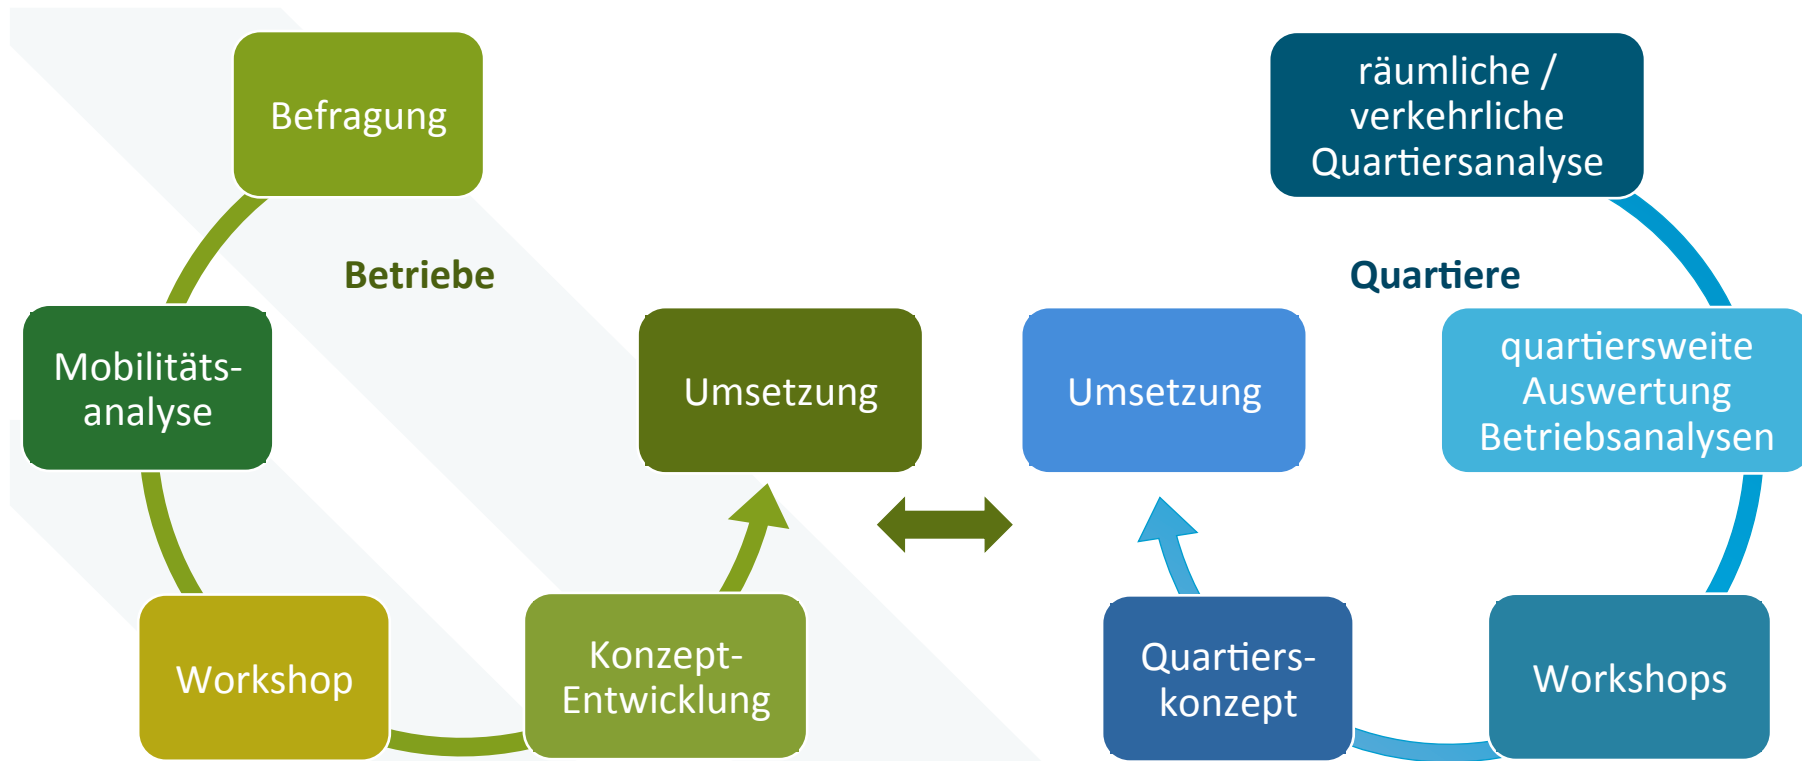 Befragung
Betriebe
Mobilitäts-
analyse
Workshop
Konzept-
Entwicklung
Umsetzung
räumliche /
verkehrliche
Quartiersanalyse
Quartiere
quartiersweite
Auswertung
Betriebsanalysen
Workshops
Quartiers-
konzept
Umsetzung